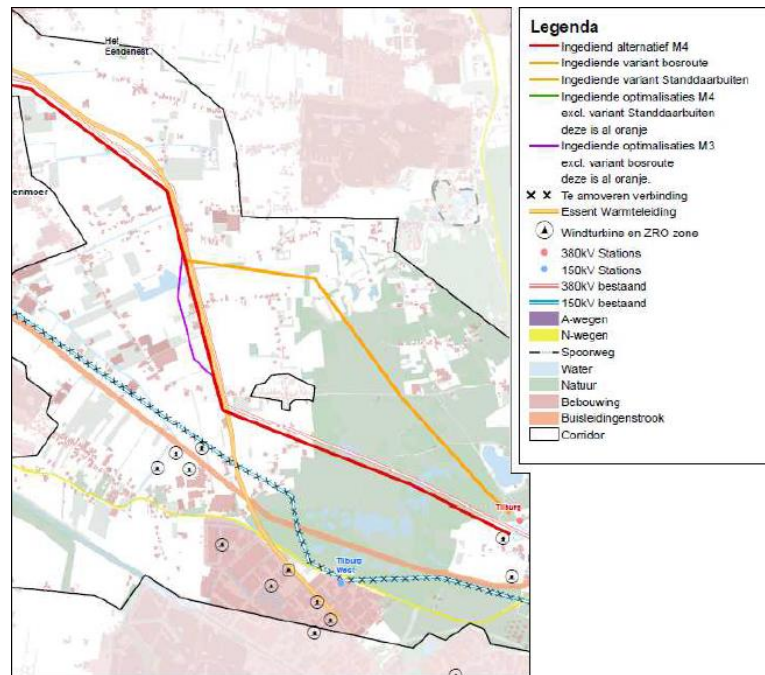 Het
Eendenest
enmoer
Tilburg
Tilburg
West
Legenda
Ingediend alternatief M4
Ingediende variant bosroute
Ingediende variant Standdaarbuiten
Ingediende optimalisaties M4
excl. variant Standdaarbuiten
deze is al oranje
Ingediende optimalisaties M3
excl. variant bosroute
deze is al oranje.
Te amoveren verbinding
Essent Warmteleiding
Windturbine en ZRO zone
380kV Stations
150kV Stations
380kV bestaand
150kV bestaand
A-wegen
N-wegen
Spoorweg
Water
Natuur
Bebouwing
Buisleidingenstrook
Corridor